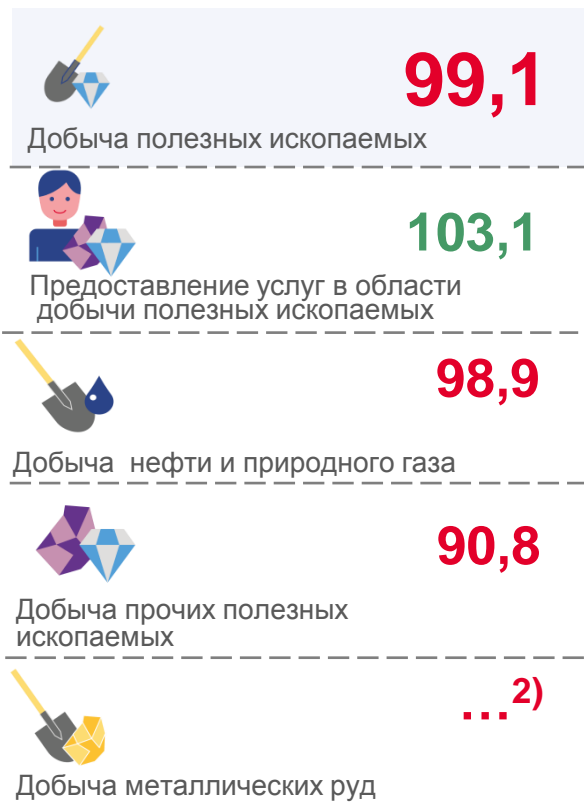 99,1
Добыча полезных ископаемых
103,1
Предоставление услуг в области
добычи полезных ископаемых
98,9
Добыча нефти и природного газа
90,8
Добыча прочих полезных
ископаемых
...2)
Добыча металлических руд